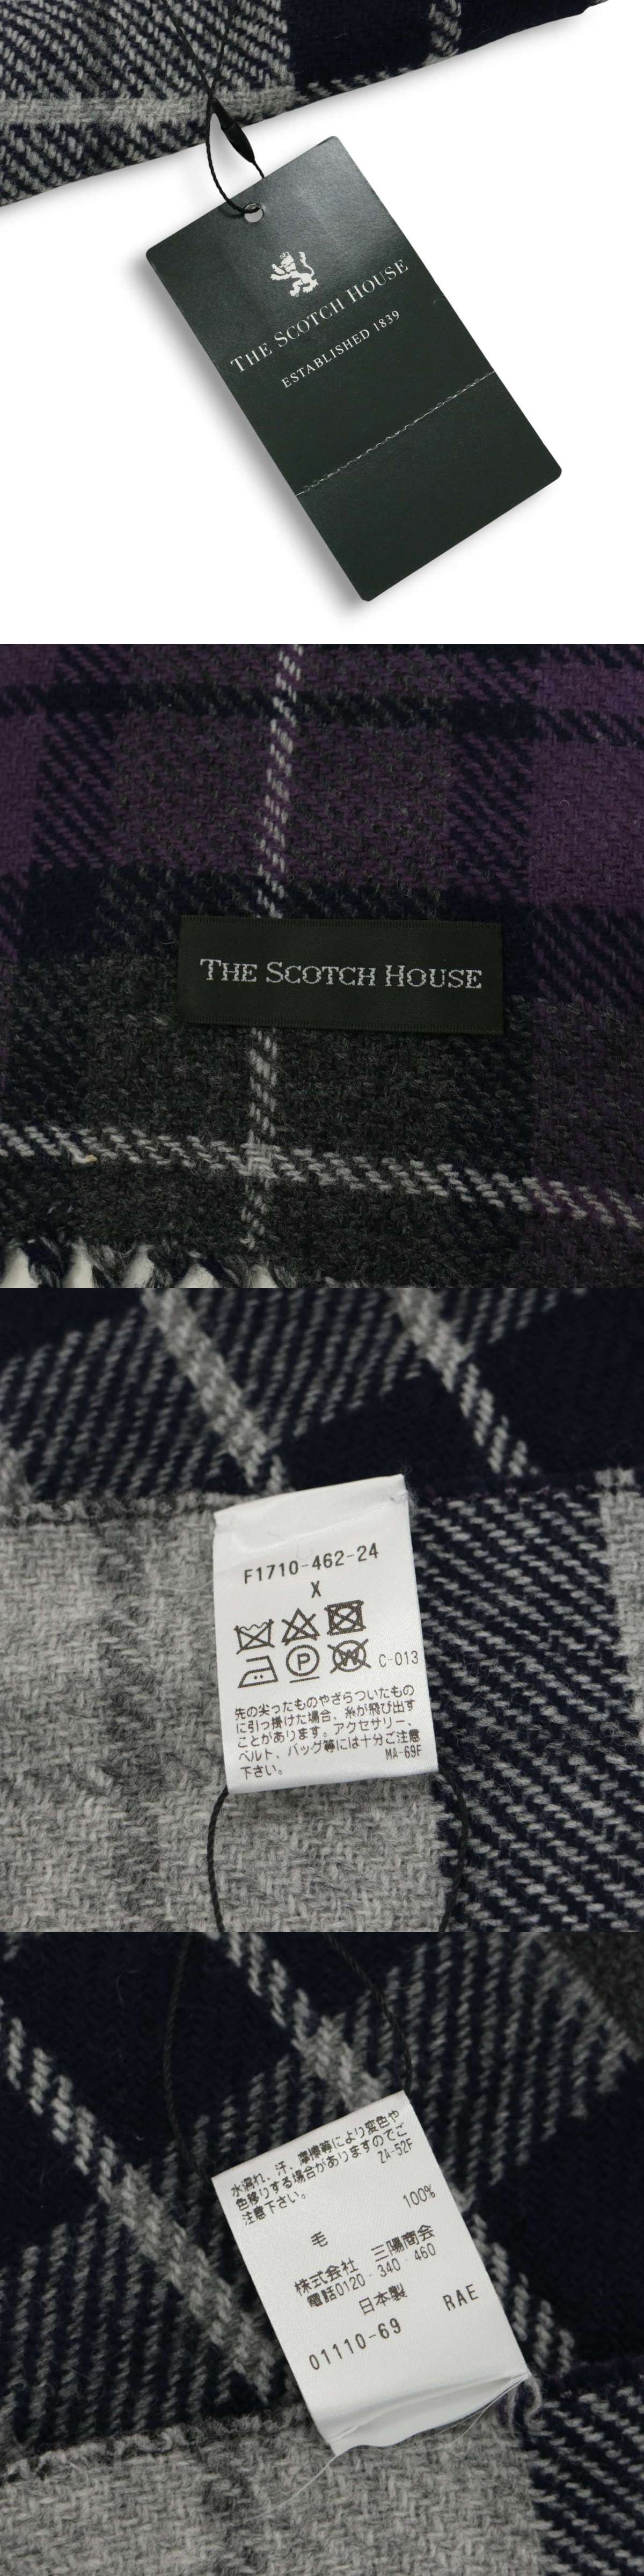 THE SCOTCH HOUSE
ESTABLISHED 1839
THE SCOTCH HOUSE
F1710-462-24
X
P
W
C-013
先の尖ったものやざらついたもの
に引っ掛けた場合、糸が飛び出す
ことがあります。アクセサリー、
ベルト、バッグ等には十分ご注意
下さい。
MA-69F
水濡れ、汗、摩擦等により変色や
色移りする場合がありますのでご
注意下さい。
ZA-52F
毛 100%
株式会社 三陽商会
電話0120-340-460
日本製
RAE
01110-69